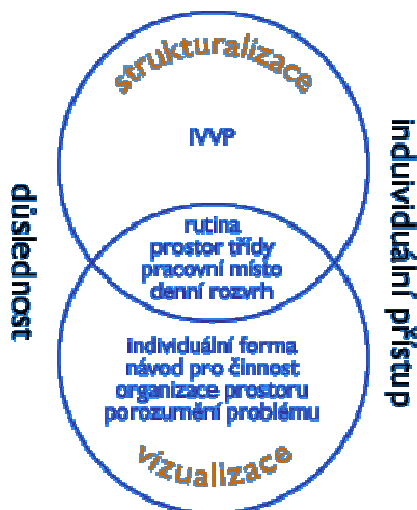 strukturalizace
IVVP
důslednost
individuální přístup
rutina
prostor třídy
pracovní místo
denní rozvrh
individuální forma
návod pro činnost
organizace prostoru
porozumění problému
vizualizace